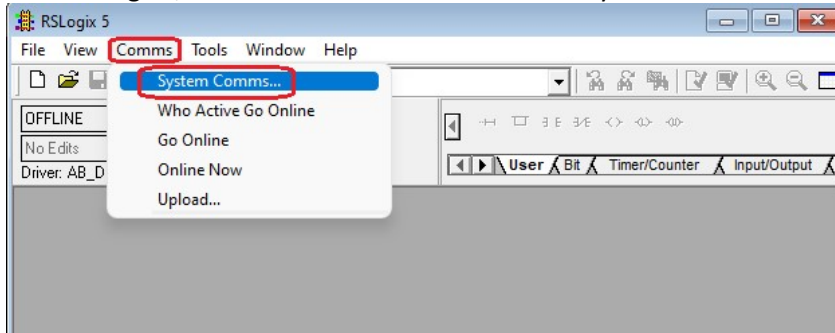 RSLogix 5
File View Comms Tools Window Help
System Comms...
OFFLINE
Who Active Go Online
No Edits
Go Online
Driver: AB_D
Online Now
User Bit Timer/Counter Input/Output
Upload...